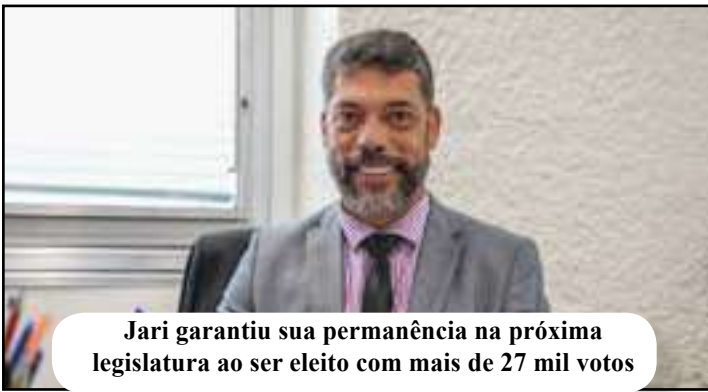 Jari garantiu sua permanência na próxima
legislatura ao ser eleito com mais de 27 mil votos